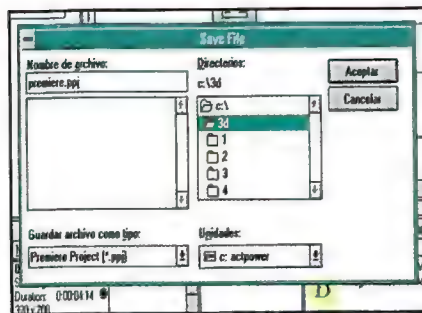 Save File
Nombre de archivo:
premiere.ppj
Directorios:
c:\3d
c:\
3d
1
2
3
4
Aceptar
Cancelar
Guardar archivo como tipo:
Premiere Project (*.ppj)
Unidades:
c: actpower
Duration: 0:00:04:14
320 x 200
D